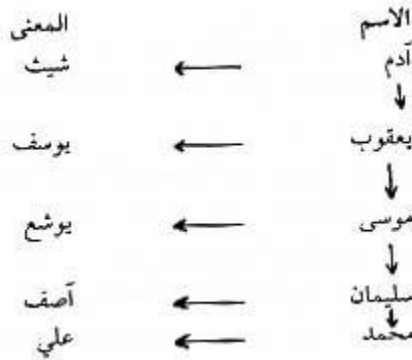 الاسم المعنى
آدم شيث
يعقوب يوسف
موسى يوشع
سليمان آصف
محمد علي